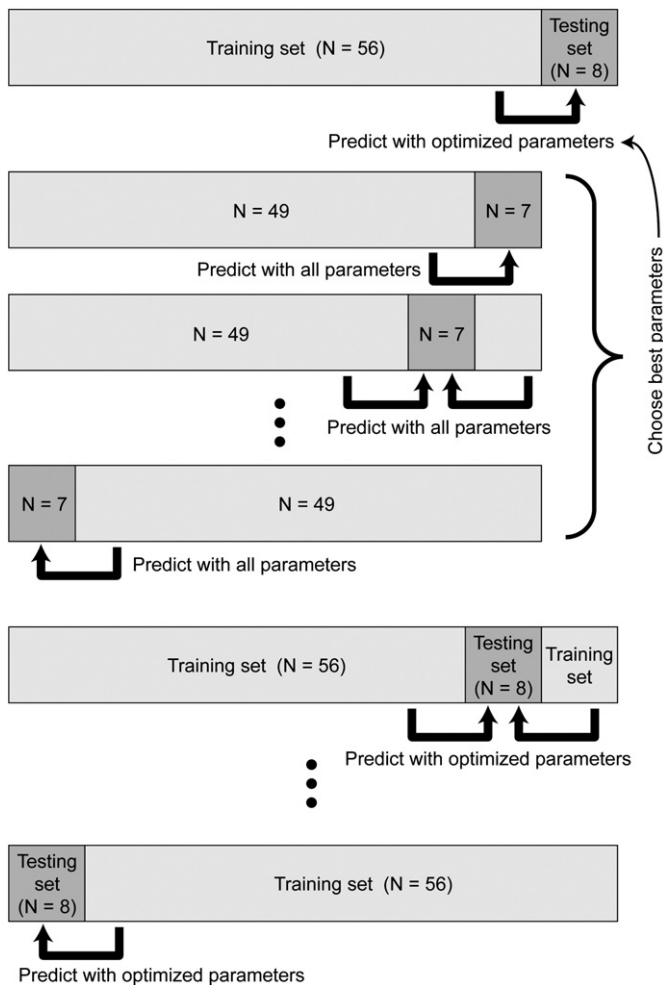 Training set (N = 56)
Testing
set
(N = 8)
Predict with optimized parameters
N = 49
N = 7
Predict with all parameters
N = 49
N = 7
Predict with all parameters
Choose best parameters
N = 7
N = 49
Predict with all parameters
Training set (N = 56)
Testing
set
(N = 8)
Training
set
Predict with optimized parameters
Testing
set
(N = 8)
Training set (N = 56)
Predict with optimized parameters